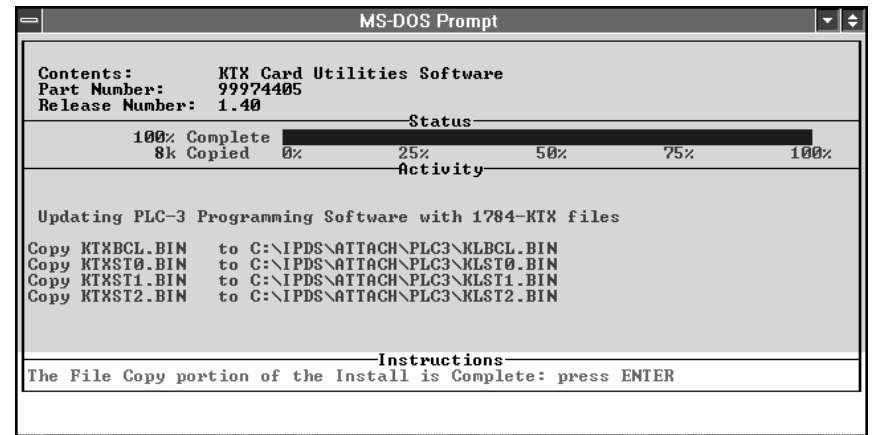 MS-DOS Prompt
Contents: KTX Card Utilities Software
Part Number: 99974405
Release Number: 1.40
Status
100% Complete
8k Copied 0% 25% 50% 75% 100%
Activity
Updating PLC-3 Programming Software with 1784-KTX files
Copy KTXBCL.BIN to C:\IPDS\ATTACH\PLC3\KLBCL.BIN
Copy KTXST0.BIN to C:\IPDS\ATTACH\PLC3\KLST0.BIN
Copy KTXST1.BIN to C:\IPDS\ATTACH\PLC3\KLST1.BIN
Copy KTXST2.BIN to C:\IPDS\ATTACH\PLC3\KLST2.BIN
Instructions
The File Copy portion of the Install is Complete: press ENTER